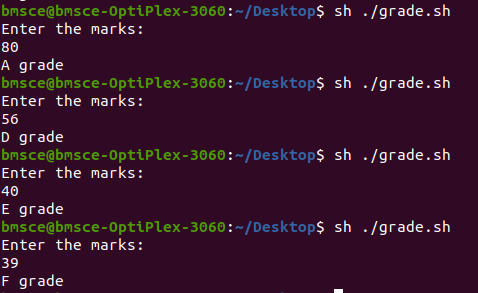 bmsce@bmsce-OptiPlex-3060:~/Desktop$ sh ./grade.sh
Enter the marks:
80
A grade
bmsce@bmsce-OptiPlex-3060:~/Desktop$ sh ./grade.sh
Enter the marks:
56
D grade
bmsce@bmsce-OptiPlex-3060:~/Desktop$ sh ./grade.sh
Enter the marks:
40
E grade
bmsce@bmsce-OptiPlex-3060:~/Desktop$ sh ./grade.sh
Enter the marks:
39
F grade